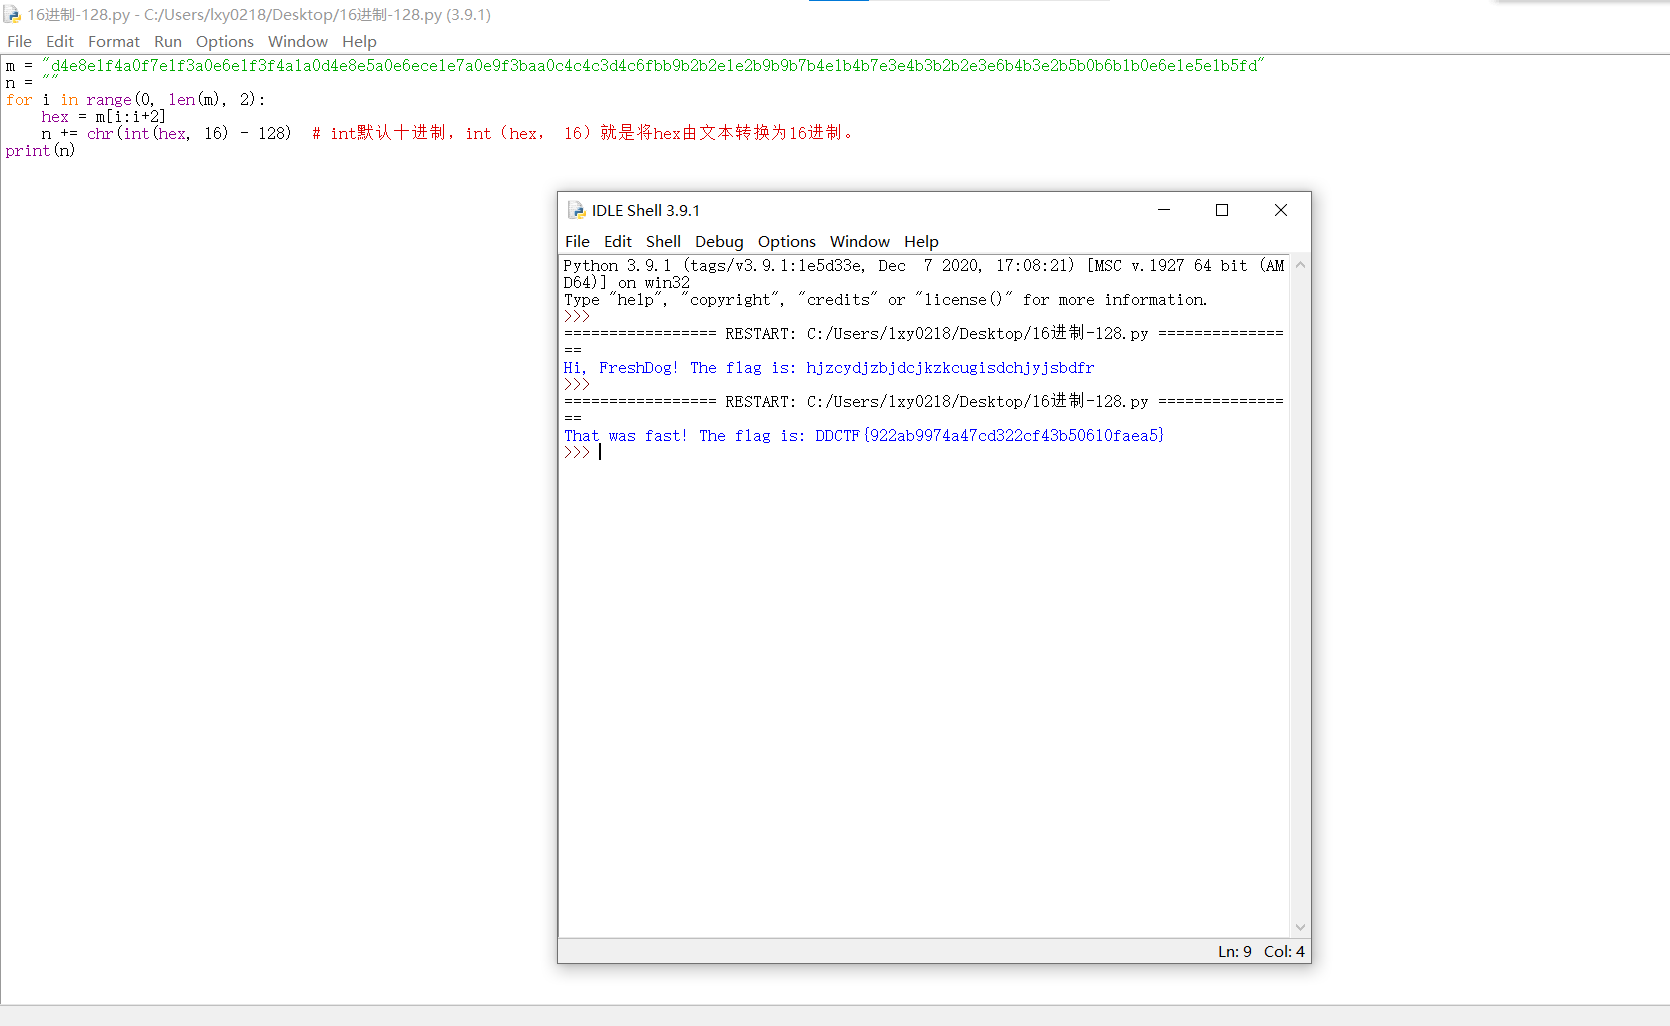 16进制-128.py - C:/Users/lxy0218/Desktop/16进制-128.py (3.9.1)
File Edit Format Run Options Window Help
m = "d4e8e1f4a0f7e1f3a0e6e1f3f4a1a0d4e8e5a0e6ece1e7a0e9f3baa0c4c4c3d4c6fbb9b2b2e1e2b9b9b7b4e1b4b7e3e4b3b2b2e3e6b4b3e2b5b0b6b1b0e6e1e5e1b5fd"
n = ""
for i in range(0, len(m), 2):
    hex = m[i:i+2]
    n += chr(int(hex, 16) - 128)  # int默认十进制，int（hex， 16）就是将hex由文本转换为16进制。
print(n)
IDLE Shell 3.9.1
File Edit Shell Debug Options Window Help
Python 3.9.1 (tags/v3.9.1:1e5d33e, Dec  7 2020, 17:08:21) [MSC v.1927 64 bit (AM
D64)] on win32
Type "help", "copyright", "credits" or "license()" for more information.
>>>
================= RESTART: C:/Users/lxy0218/Desktop/16进制-128.py ==============
==
Hi, FreshDog! The flag is: hjzcydjzbjdcjkzkcugisdchjyjsbdfr
>>>
================= RESTART: C:/Users/lxy0218/Desktop/16进制-128.py ==============
==
That was fast! The flag is: DDCTF{922ab9974a47cd322cf43b50610faea5}
>>>
Ln: 9 Col: 4